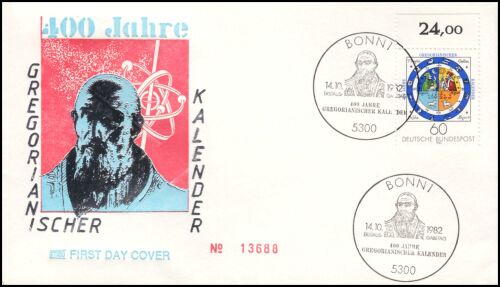 400 Jahre
GREGORIANISCHER
KALENDER
FIRST DAY COVER
Nº 13688
24,00
GREGORIANISCHER
60
DEUTSCHE BUNDESPOST
BONN 1
14.10. 1982
400 JAHRE
GREGORIANISCHER KALENDER
5300
BONN 1
14.10. 1982
ERSTAUSGABETAG
400 JAHRE
GREGORIANISCHER KALENDER
5300